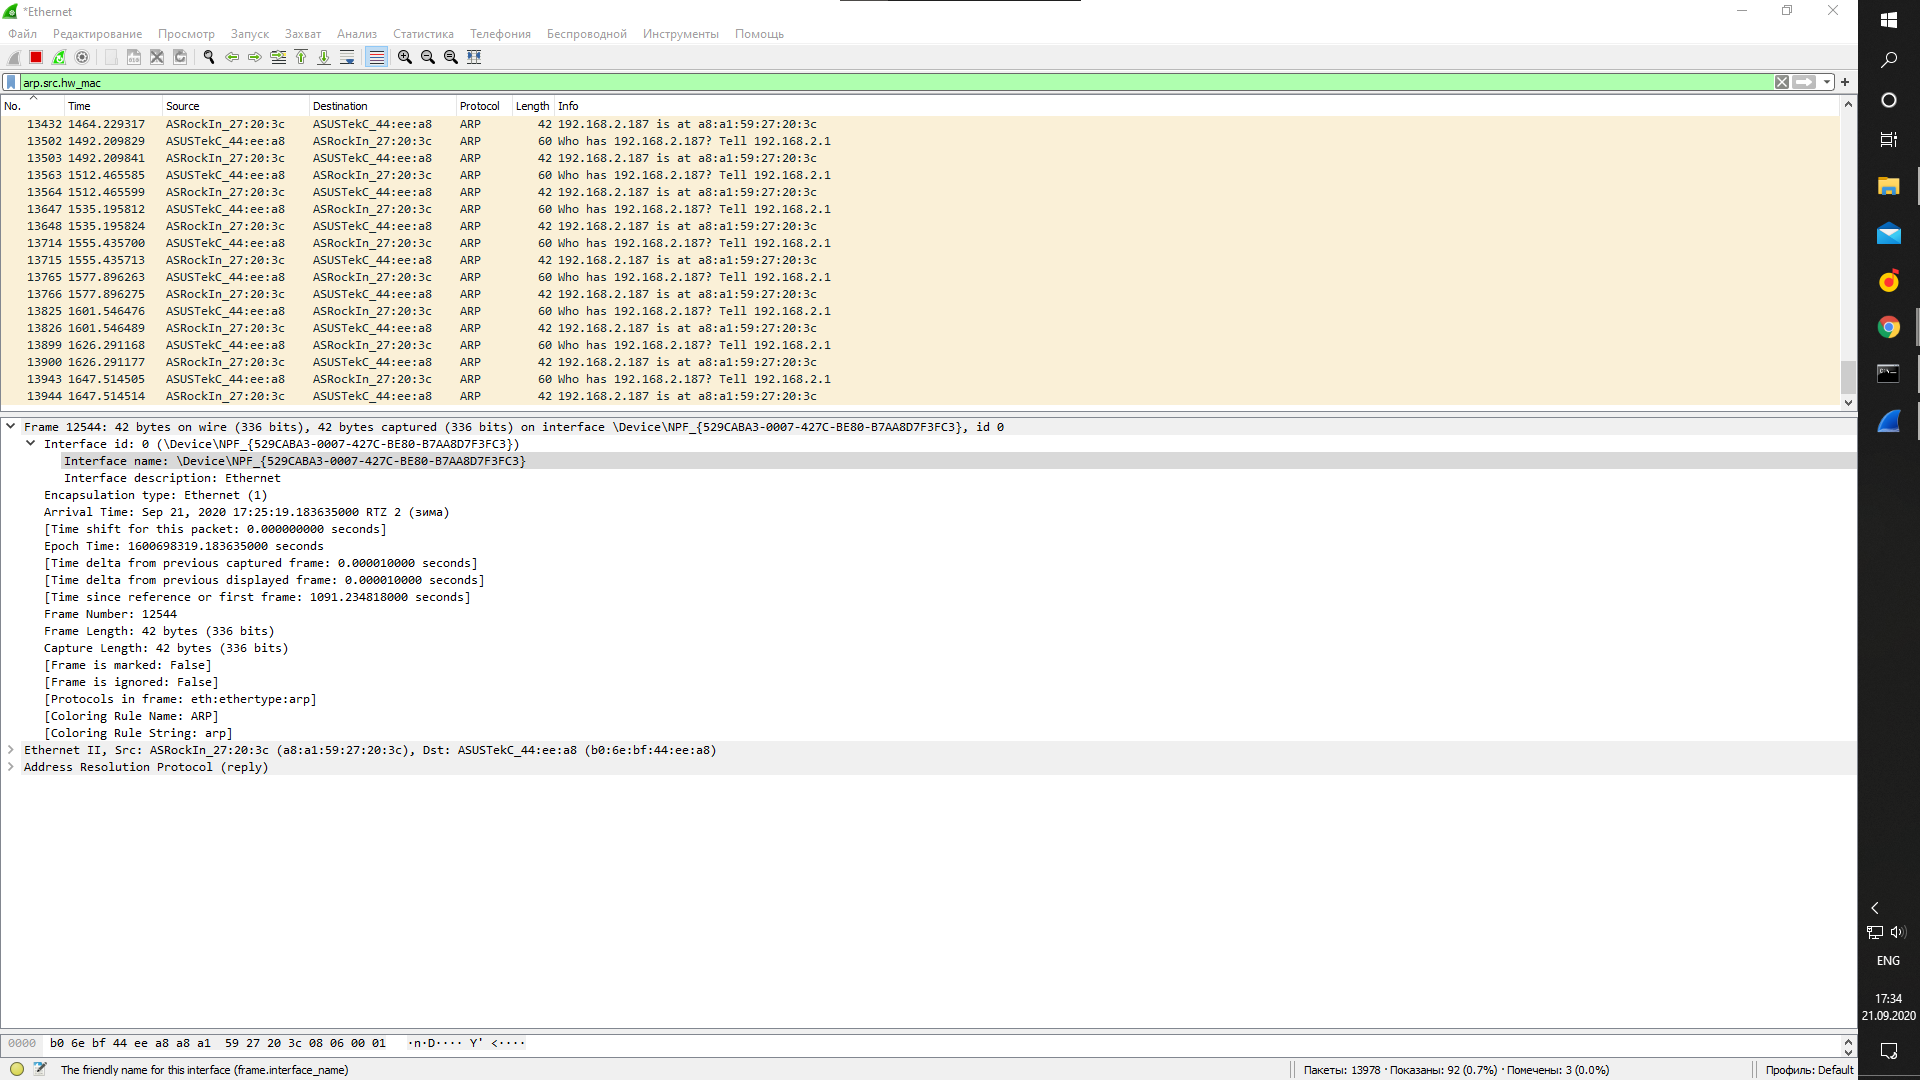 *Ethernet
Файл Редактирование Просмотр Запуск Захват Анализ Статистика Телефония Беспроводной Инструменты Помощь
arp.src.hw_mac
No. Time Source Destination Protocol Length Info
13432 1464.229317 ASRockIn_27:20:3c ASUSTekC_44:ee:a8 ARP 42 192.168.2.187 is at a8:a1:59:27:20:3c
13502 1492.209829 ASUSTekC_44:ee:a8 ASRockIn_27:20:3c ARP 60 Who has 192.168.2.187? Tell 192.168.2.1
13503 1492.209841 ASRockIn_27:20:3c ASUSTekC_44:ee:a8 ARP 42 192.168.2.187 is at a8:a1:59:27:20:3c
13563 1512.465585 ASUSTekC_44:ee:a8 ASRockIn_27:20:3c ARP 60 Who has 192.168.2.187? Tell 192.168.2.1
13564 1512.465599 ASRockIn_27:20:3c ASUSTekC_44:ee:a8 ARP 42 192.168.2.187 is at a8:a1:59:27:20:3c
13647 1535.195812 ASUSTekC_44:ee:a8 ASRockIn_27:20:3c ARP 60 Who has 192.168.2.187? Tell 192.168.2.1
13648 1535.195824 ASRockIn_27:20:3c ASUSTekC_44:ee:a8 ARP 42 192.168.2.187 is at a8:a1:59:27:20:3c
13714 1555.435700 ASUSTekC_44:ee:a8 ASRockIn_27:20:3c ARP 60 Who has 192.168.2.187? Tell 192.168.2.1
13715 1555.435713 ASRockIn_27:20:3c ASUSTekC_44:ee:a8 ARP 42 192.168.2.187 is at a8:a1:59:27:20:3c
13765 1577.896263 ASUSTekC_44:ee:a8 ASRockIn_27:20:3c ARP 60 Who has 192.168.2.187? Tell 192.168.2.1
13766 1577.896275 ASRockIn_27:20:3c ASUSTekC_44:ee:a8 ARP 42 192.168.2.187 is at a8:a1:59:27:20:3c
13825 1601.546476 ASUSTekC_44:ee:a8 ASRockIn_27:20:3c ARP 60 Who has 192.168.2.187? Tell 192.168.2.1
13826 1601.546489 ASRockIn_27:20:3c ASUSTekC_44:ee:a8 ARP 42 192.168.2.187 is at a8:a1:59:27:20:3c
13899 1626.291168 ASUSTekC_44:ee:a8 ASRockIn_27:20:3c ARP 60 Who has 192.168.2.187? Tell 192.168.2.1
13900 1626.291177 ASRockIn_27:20:3c ASUSTekC_44:ee:a8 ARP 42 192.168.2.187 is at a8:a1:59:27:20:3c
13943 1647.514505 ASUSTekC_44:ee:a8 ASRockIn_27:20:3c ARP 60 Who has 192.168.2.187? Tell 192.168.2.1
13944 1647.514514 ASRockIn_27:20:3c ASUSTekC_44:ee:a8 ARP 42 192.168.2.187 is at a8:a1:59:27:20:3c
Frame 12544: 42 bytes on wire (336 bits), 42 bytes captured (336 bits) on interface \Device\NPF_{529CABA3-0007-427C-BE80-B7AA8D7F3FC3}, id 0
Interface id: 0 (\Device\NPF_{529CABA3-0007-427C-BE80-B7AA8D7F3FC3})
Interface name: \Device\NPF_{529CABA3-0007-427C-BE80-B7AA8D7F3FC3}
Interface description: Ethernet
Encapsulation type: Ethernet (1)
Arrival Time: Sep 21, 2020 17:25:19.183635000 RTZ 2 (зима)
[Time shift for this packet: 0.000000000 seconds]
Epoch Time: 1600698319.183635000 seconds
[Time delta from previous captured frame: 0.000010000 seconds]
[Time delta from previous displayed frame: 0.000010000 seconds]
[Time since reference or first frame: 1091.234818000 seconds]
Frame Number: 12544
Frame Length: 42 bytes (336 bits)
Capture Length: 42 bytes (336 bits)
[Frame is marked: False]
[Frame is ignored: False]
[Protocols in frame: eth:ethertype:arp]
[Coloring Rule Name: ARP]
[Coloring Rule String: arp]
Ethernet II, Src: ASRockIn_27:20:3c (a8:a1:59:27:20:3c), Dst: ASUSTekC_44:ee:a8 (b0:6e:bf:44:ee:a8)
Address Resolution Protocol (reply)
0000 b0 6e bf 44 ee a8 a8 a1 59 27 20 3c 08 06 00 01 ·n·D···· Y' <····
The friendly name for this interface (frame.interface_name) Пакеты: 13978 · Показаны: 92 (0.7%) · Помечены: 3 (0.0%) Профиль: Default
ENG
17:34
21.09.2020